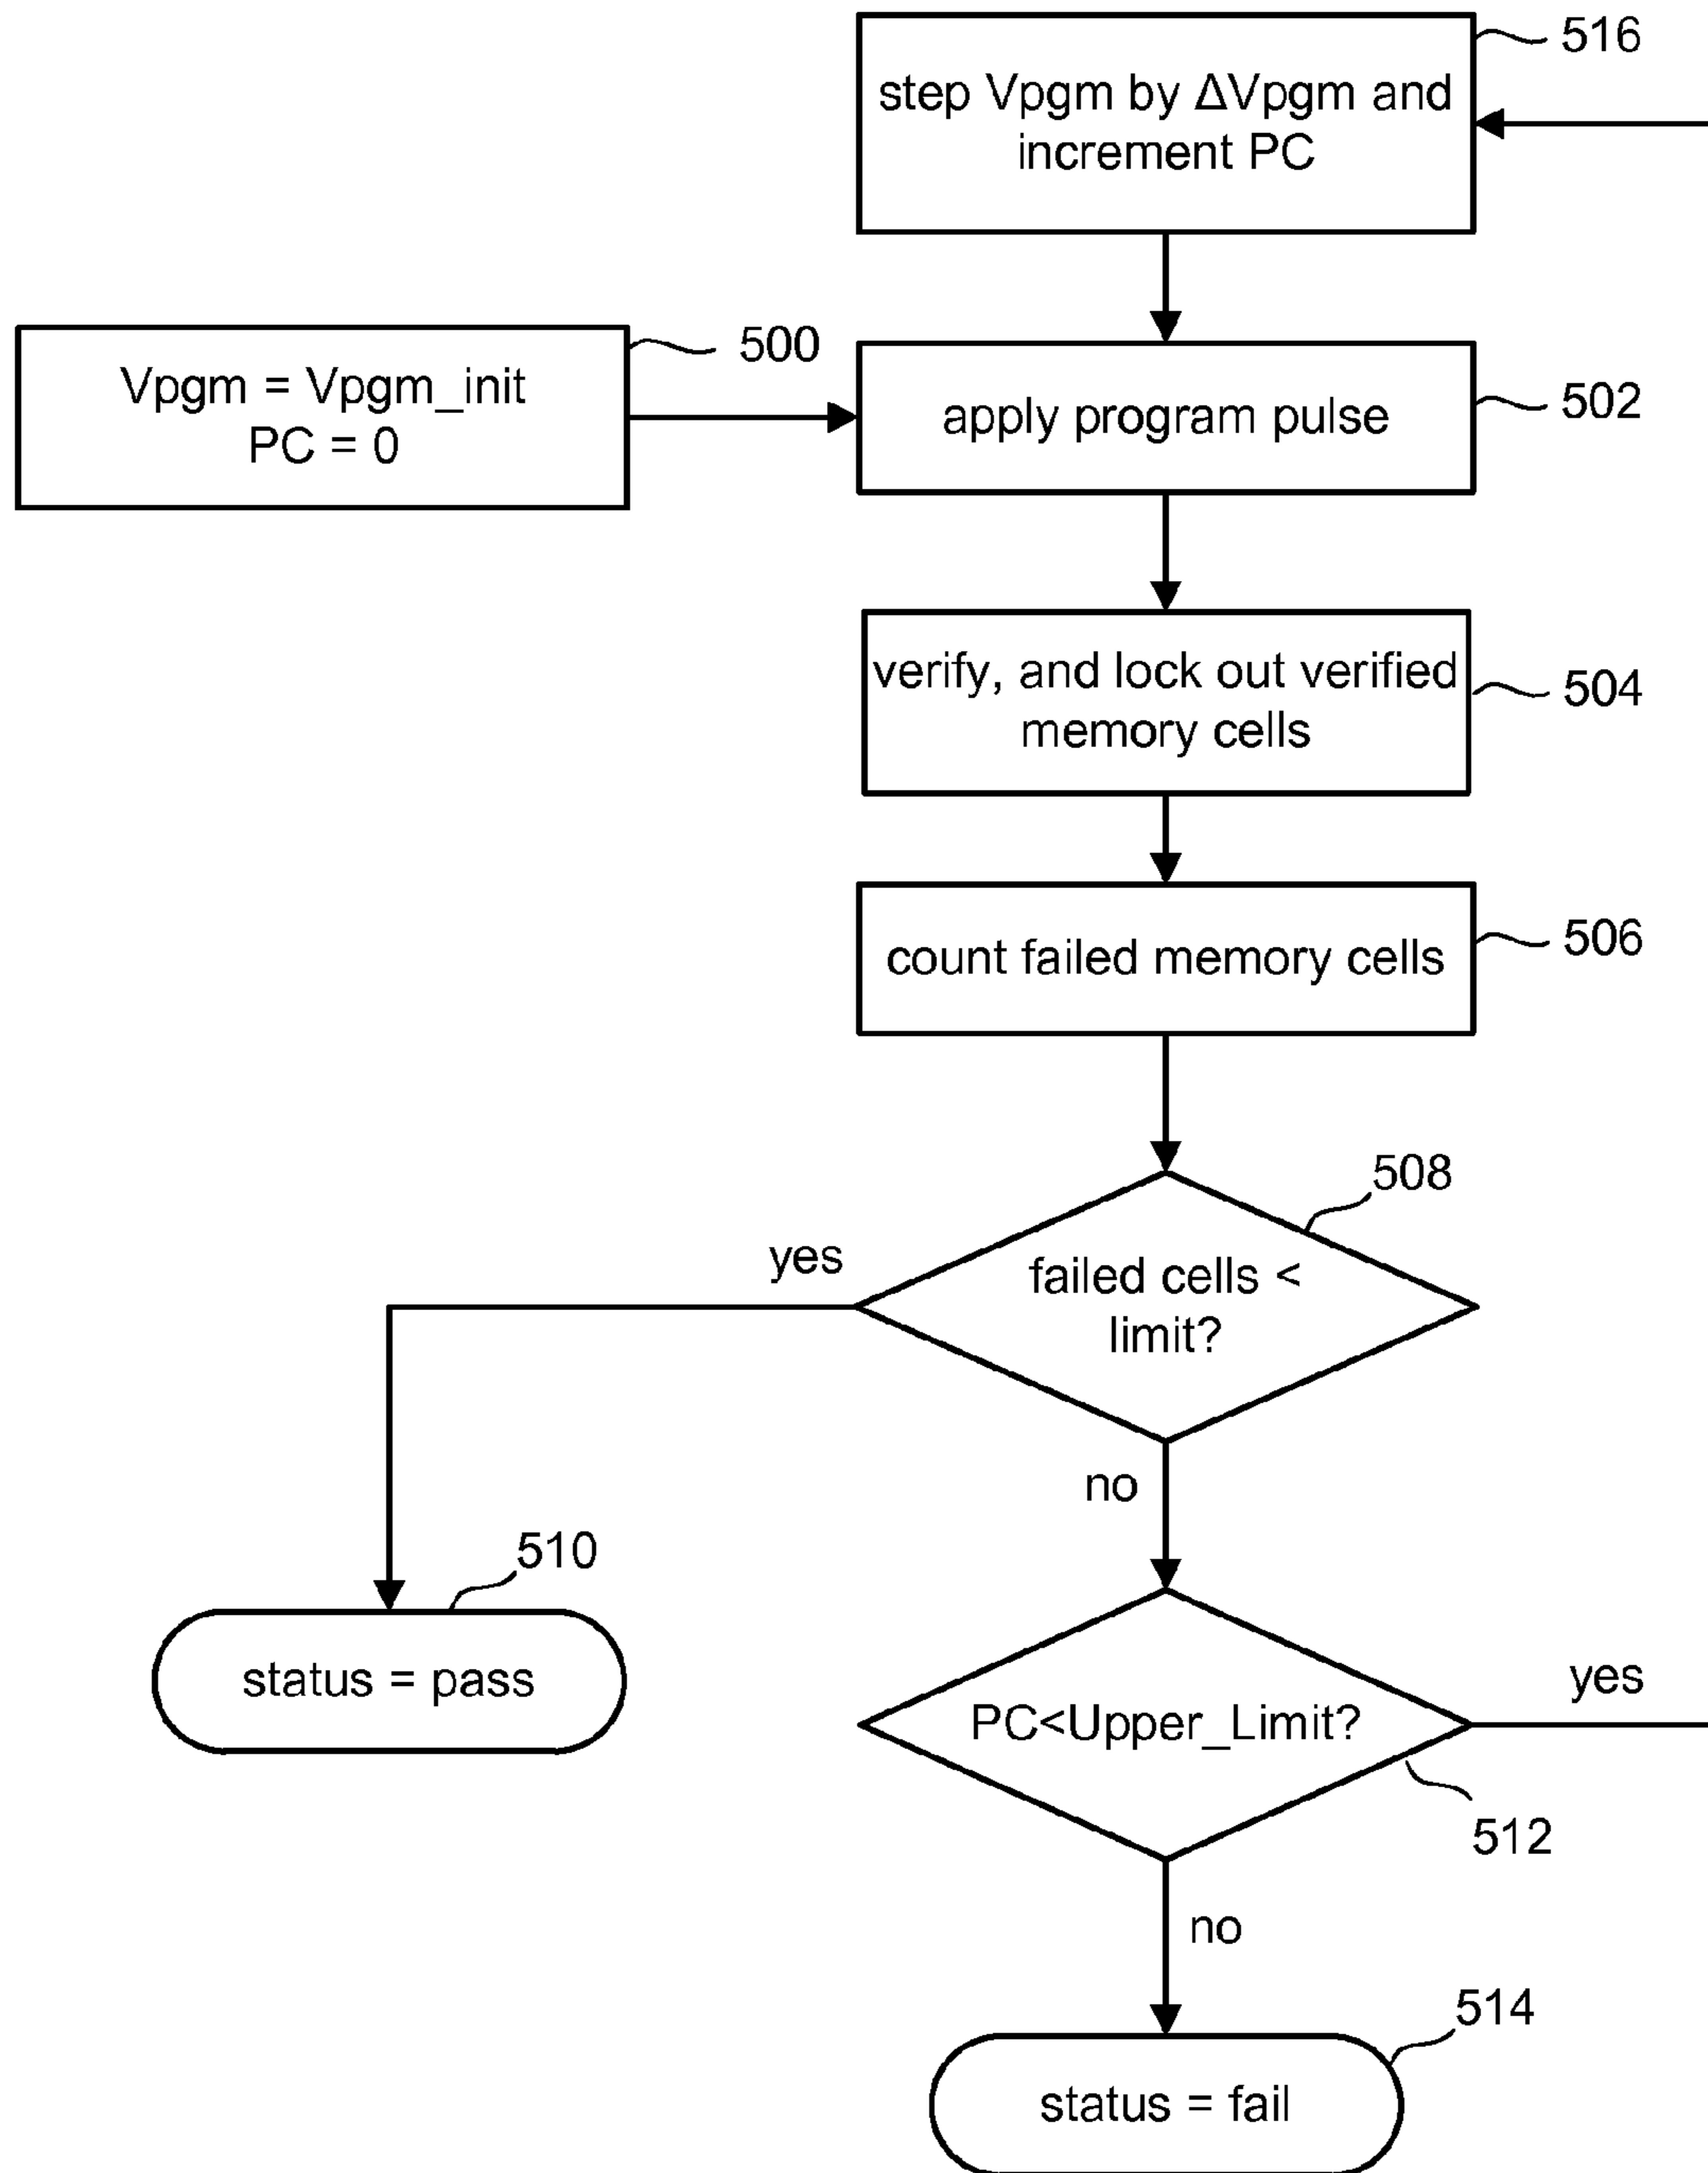 516
step Vpgm by ΔVpgm and
increment PC
500
Vpgm = Vpgm_init
PC = 0
502
apply program pulse
verify, and lock out verified
memory cells
504
506
count failed memory cells
508
yes
failed cells <
limit?
no
510
status = pass
yes
PC<Upper_Limit?
512
no
514
status = fail